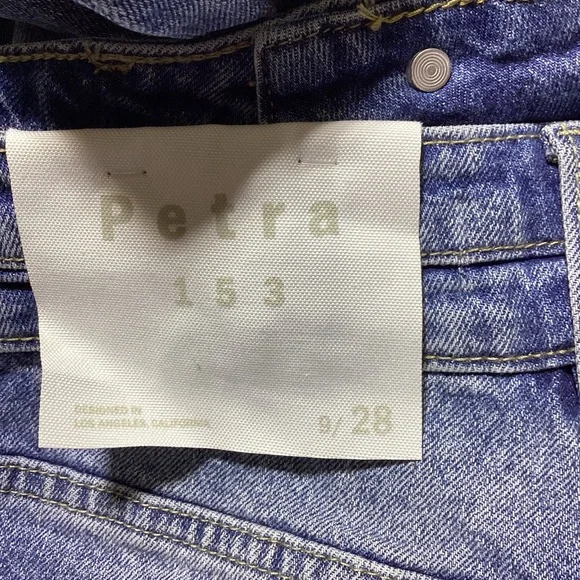 Petra
153
DESIGNED IN
LOS ANGELES, CALIFORNIA
9/ 28